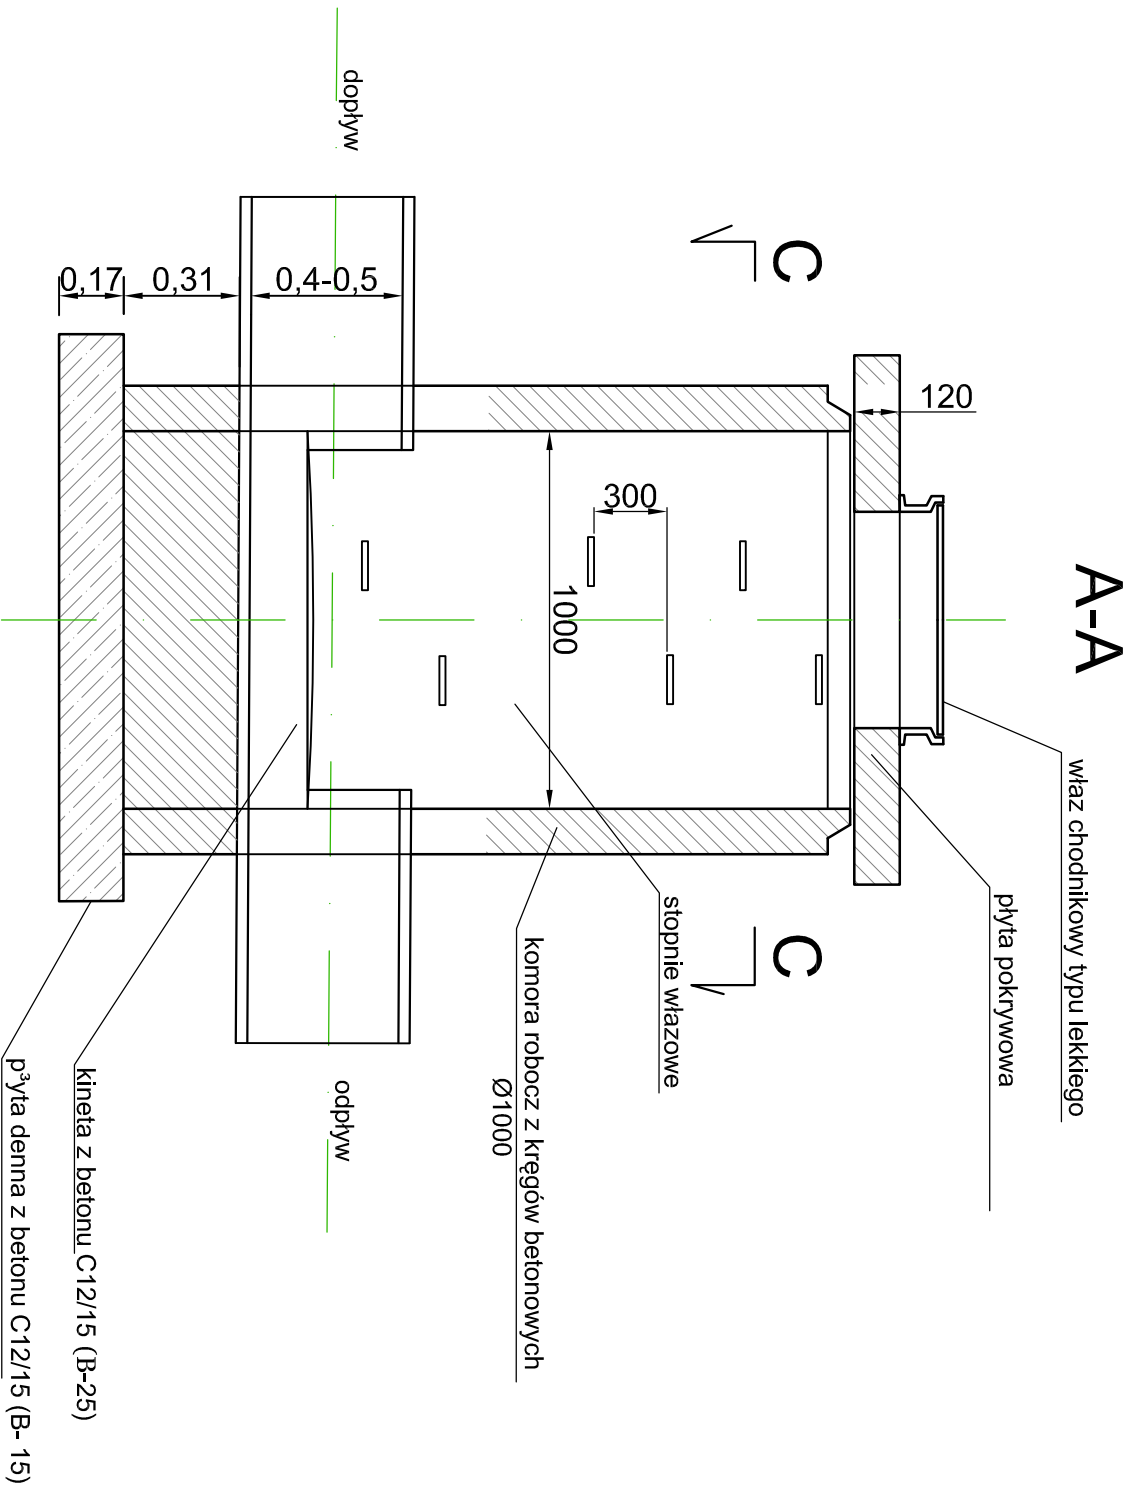 A-A
właz chodnikowy typu lekkiego
płyta pokrywowa
120
C
C
300
1000
stopnie włazowe
komora robocz z kręgów betonowych
Ø1000
dopływ
odpływ
0,4-0,5
0,31
0,17
kineta z betonu C12/15 (B-25)
p³yta denna z betonu C12/15 (B- 15)